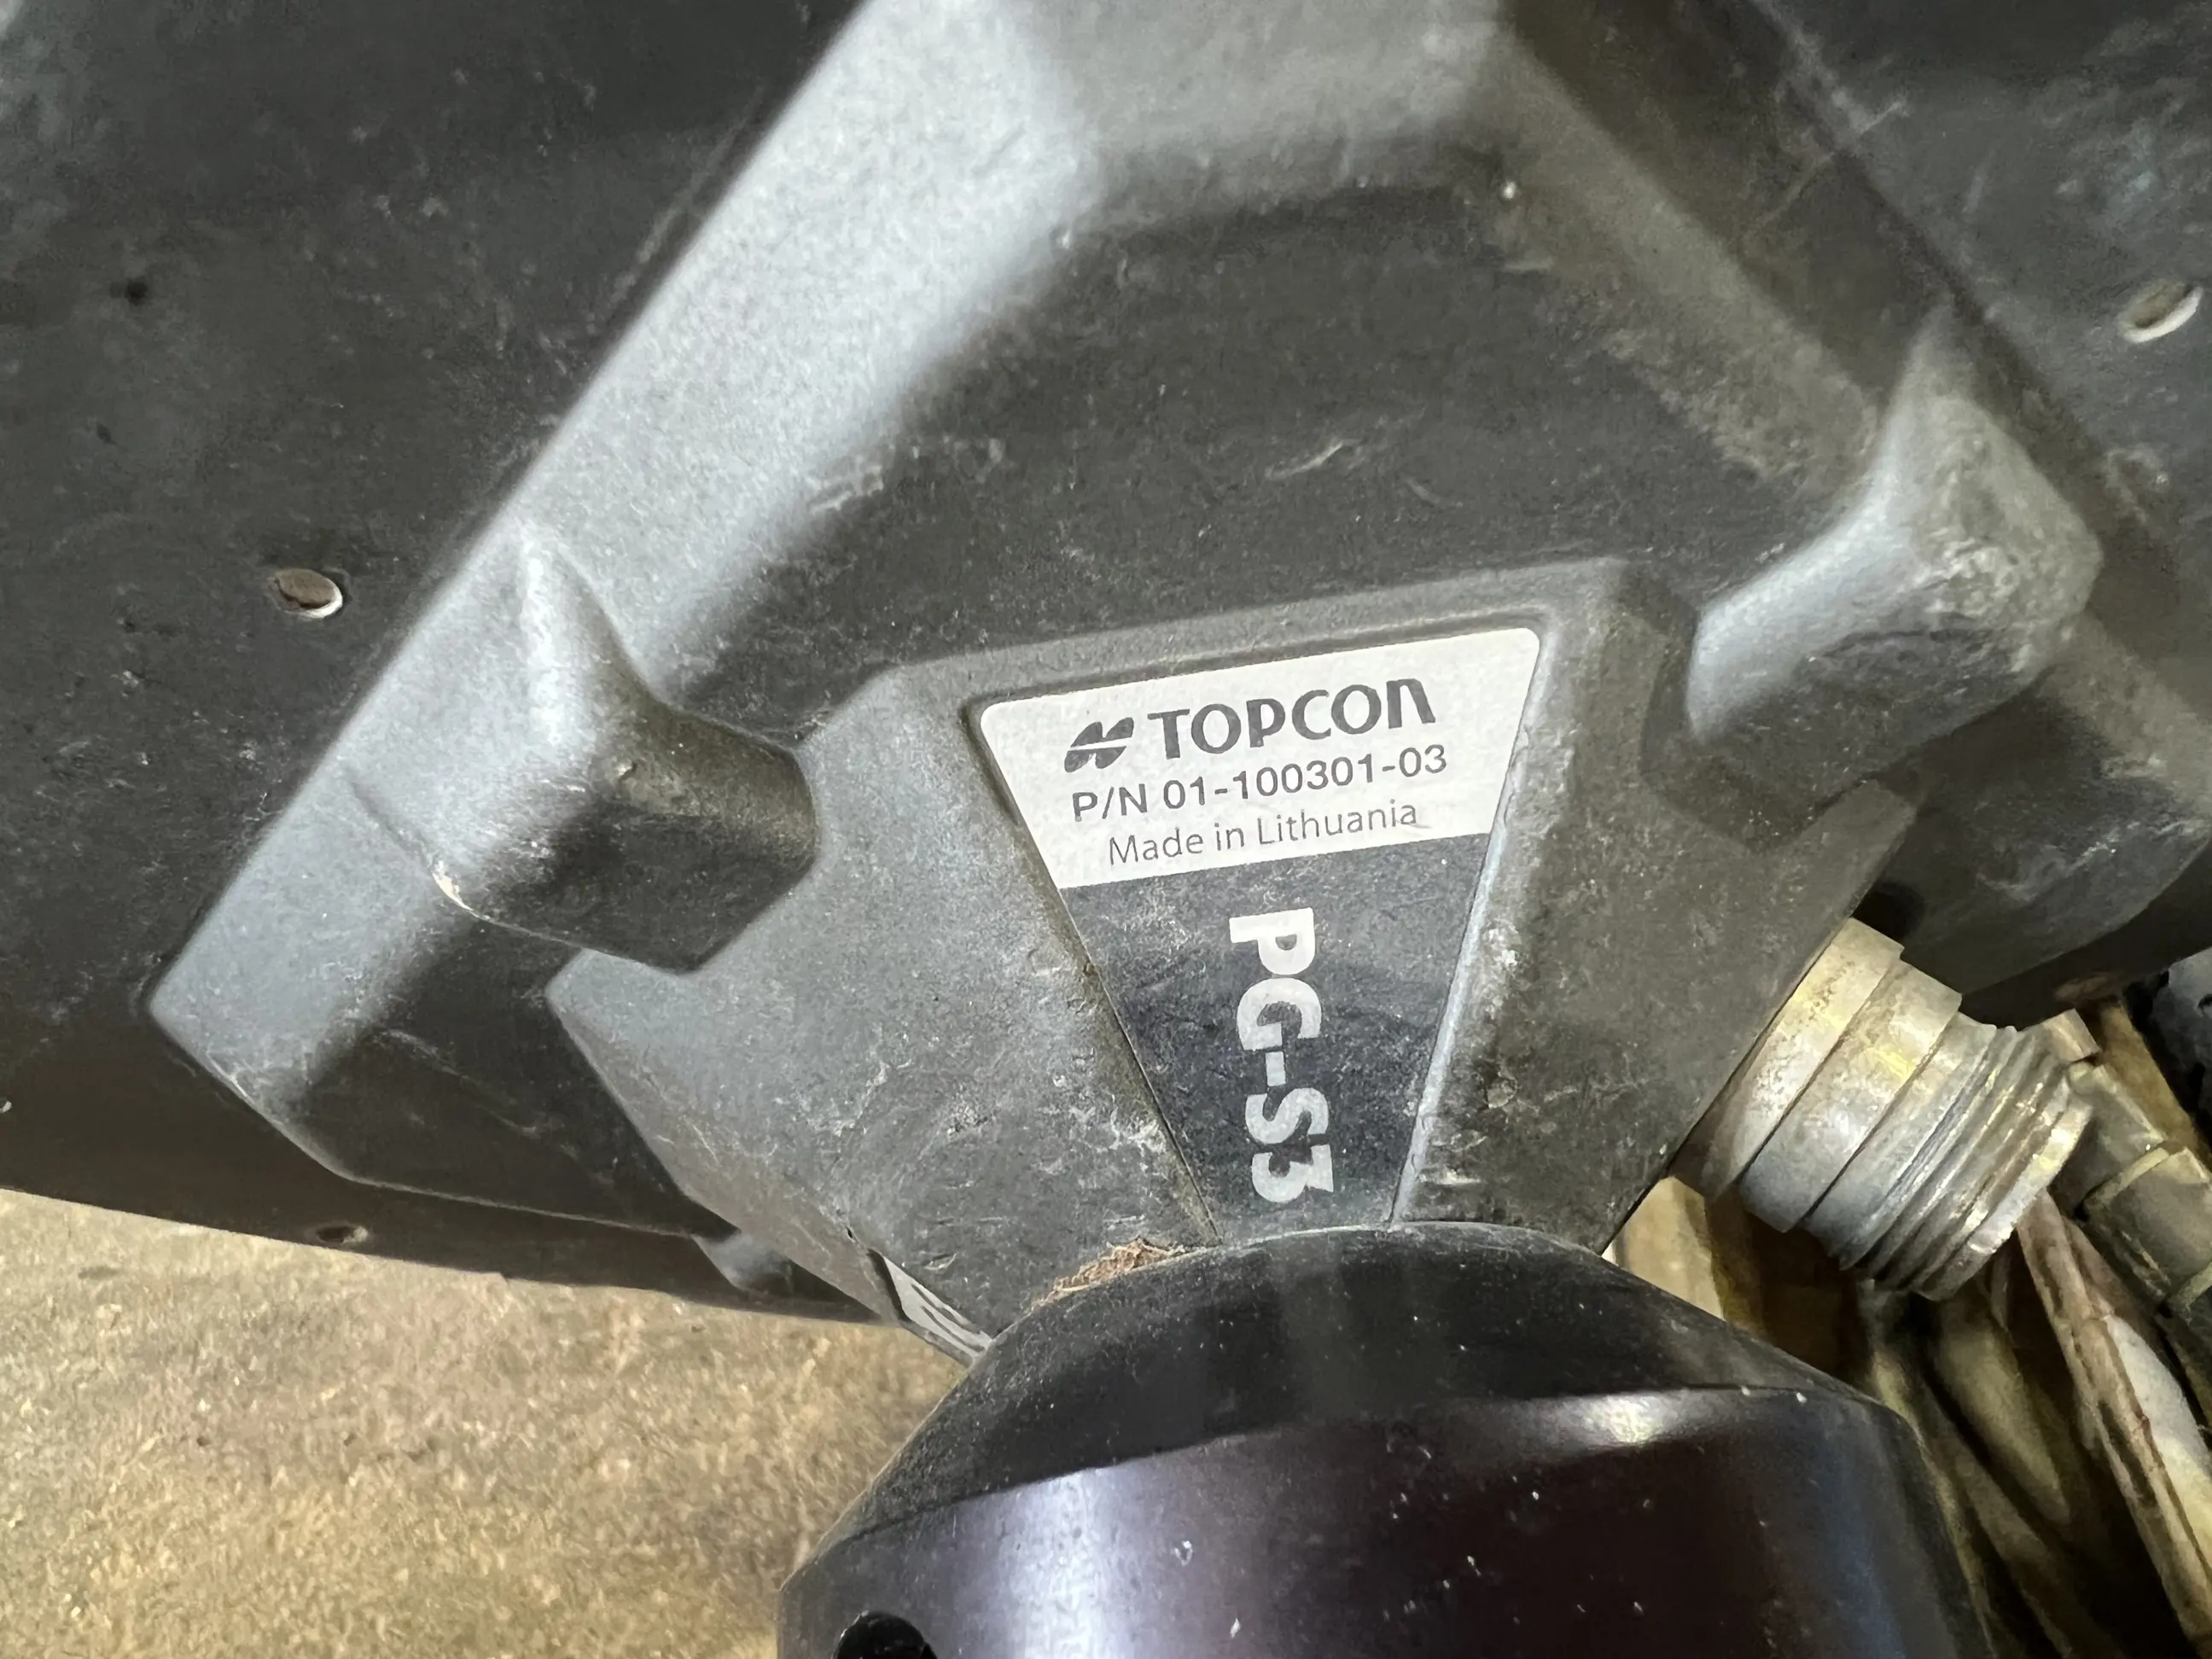 TOPCON
P/N 01-100301-03
Made in Lithuania
PG-S3